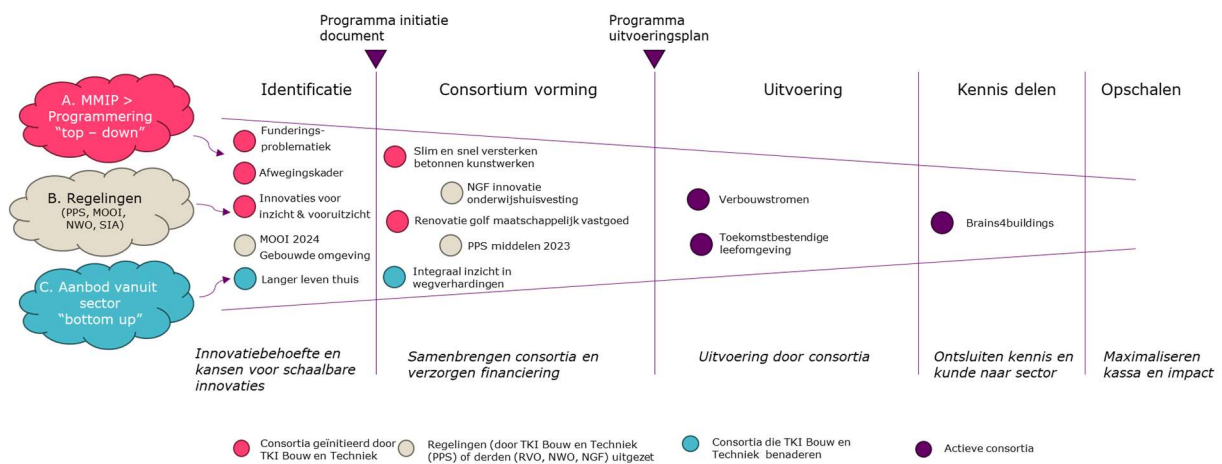 Programma initiatie
document
Programma
uitvoeringsplan
Identificatie
Consortium vorming
Uitvoering
Kennis delen
Opschalen
A. MMIP >
Programmering
“top – down”
B. Regelingen
(PPS, MOOI,
NWO, SIA)
C. Aanbod vanuit
sector
“bottom up”
Funderings-
problematiek
Afwegingskader
Innovaties voor
inzicht & vooruitzicht
MOOI 2024
Gebouwde omgeving
Langer leven thuis
Slim en snel versterken
betonnen kunstwerken
NGF innovatie
onderwijshuisvesting
Renovatie golf maatschappelijk vastgoed
PPS middelen 2023
Integraal inzicht in
wegverhardingen
Verbouwstromen
Toekomstbestendige
leefomgeving
Brains4buildings
Innovatiebehoefte en
kansen voor schaalbare
innovaties
Samenbrengen consortia en
verzorgen financiering
Uitvoering door consortia
Ontsluiten kennis en
kunde naar sector
Maximaliseren
kassa en impact
Consortia geïnitieerd door
TKI Bouw en Techniek
Regelingen (door TKI Bouw en Techniek
(PPS) of derden (RVO, NWO, NGF) uitgezet
Consortia die TKI Bouw en
Techniek benaderen
Actieve consortia